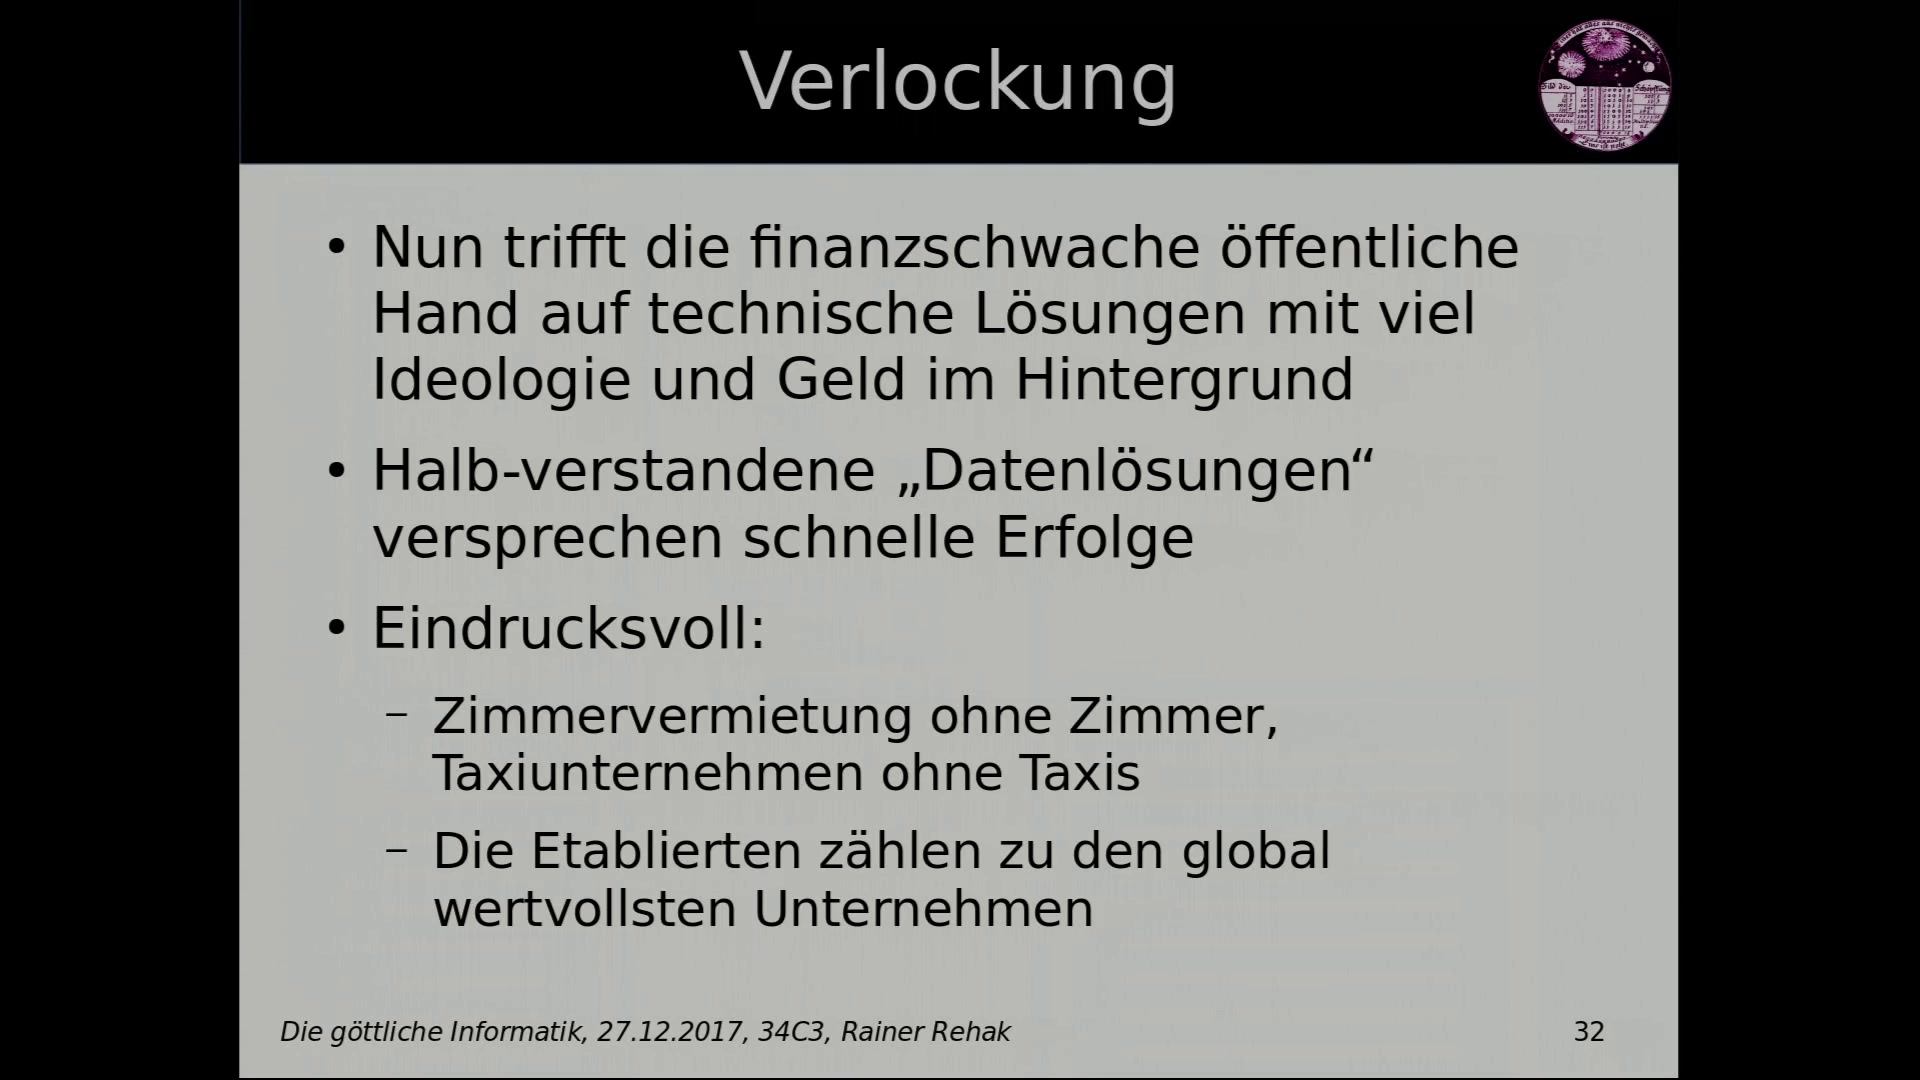 Verlockung
• Nun trifft die finanzschwache öffentliche
Hand auf technische Lösungen mit viel
Ideologie und Geld im Hintergrund
• Halb-verstandene „Datenlösungen“
versprechen schnelle Erfolge
• Eindrucksvoll:
– Zimmervermietung ohne Zimmer,
Taxiunternehmen ohne Taxis
– Die Etablierten zählen zu den global
wertvollsten Unternehmen
Die göttliche Informatik, 27.12.2017, 34C3, Rainer Rehak
32